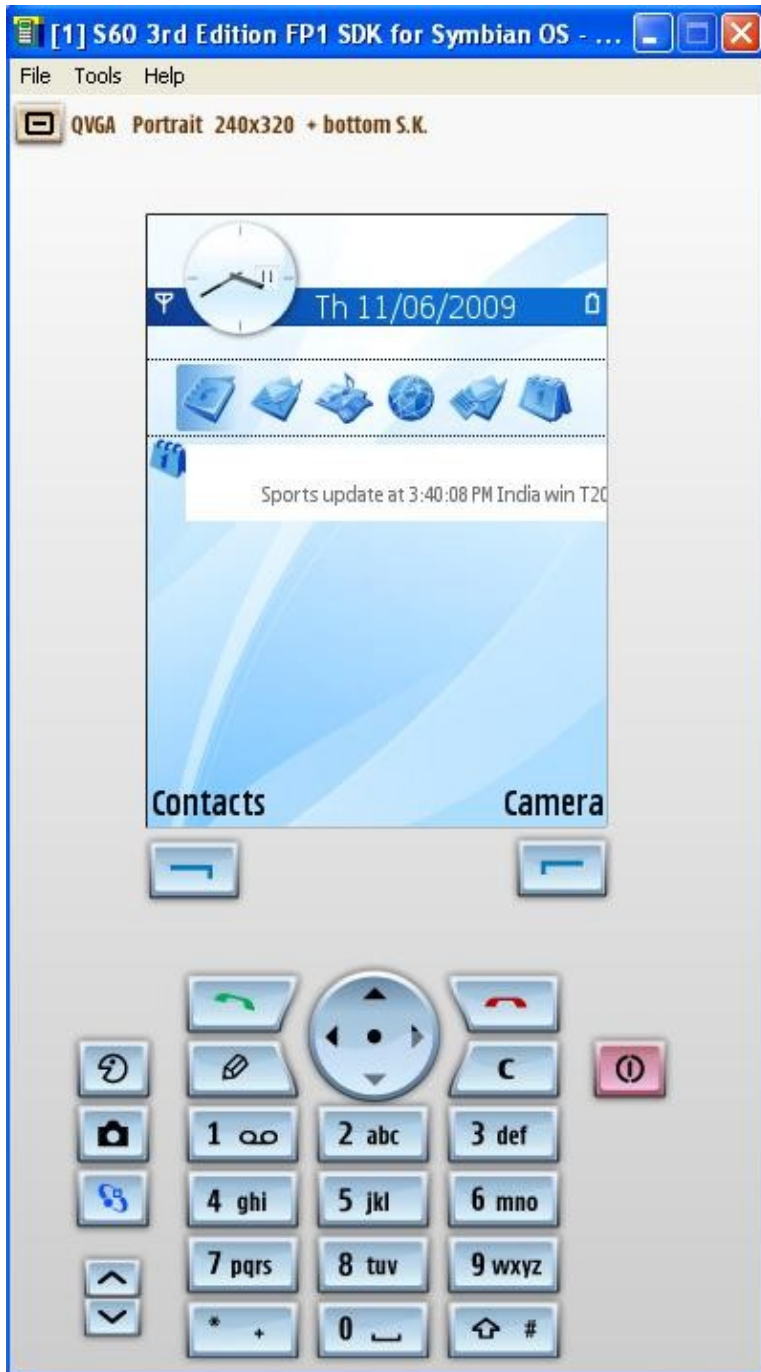 [1] S60 3rd Edition FP1 SDK for Symbian OS - ...
File Tools Help
QVGA Portrait 240x320 + bottom S.K.
11
Th 11/06/2009
Sports update at 3:40:08 PM India win T20
Contacts Camera
C
1 2 abc 3 def
4 ghi 5 jkl 6 mno
7 pqrs 8 tuv 9 wxyz
* + 0 #